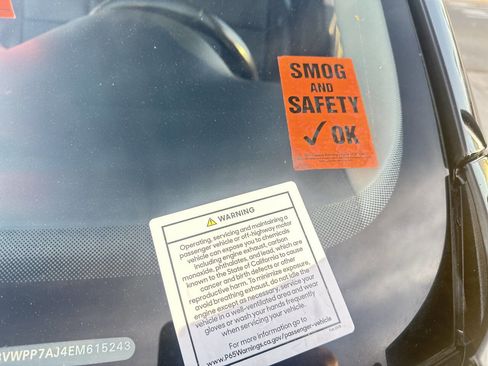 SMOG
AND
SAFETY
✓ OK
⚠ WARNING
Operating, servicing and maintaining a
passenger vehicle or off-highway motor
vehicle can expose you to chemicals
including engine exhaust, carbon
monoxide, phthalates, and lead, which are
known to the State of California to cause
cancer and birth defects or other
reproductive harm. To minimize exposure,
avoid breathing exhaust, do not idle the
engine except as necessary, service your
vehicle in a well-ventilated area and wear
gloves or wash your hands frequently
when servicing your vehicle.
For more information go to
www.P65Warnings.ca.gov/passenger-vehicle
VWPP7AJ4EM615243